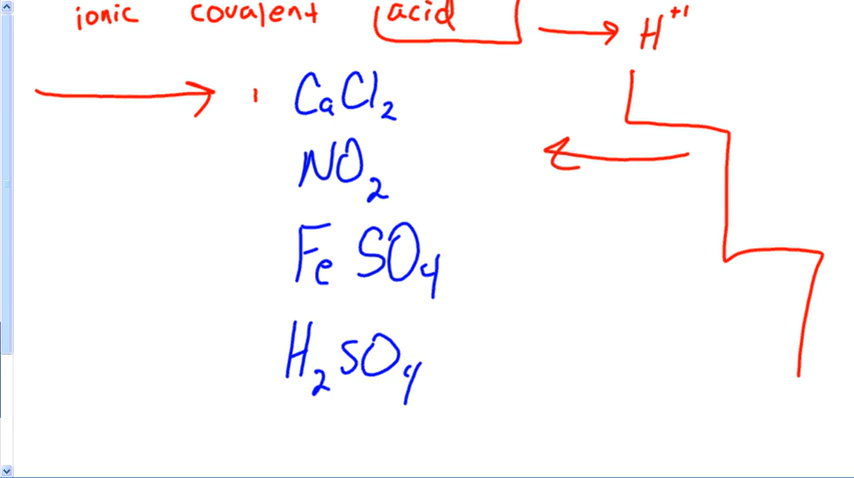 ionic covalent acid → H⁺¹
CaCl₂
NO₂
FeSO₄
H₂SO₄